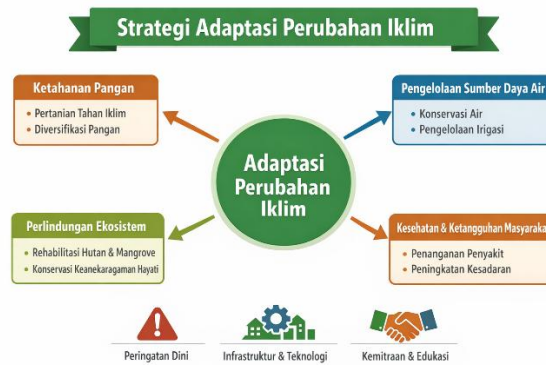 Strategi Adaptasi Perubahan Iklim
Ketahanan Pangan
• Pertanian Tahan Iklim
• Diversifikasi Pangan
Pengelolaan Sumber Daya Air
• Konservasi Air
• Pengelolaan Irigasi
Adaptasi
Perubahan
Iklim
Perlindungan Ekosistem
• Rehabilitasi Hutan & Mangrove
• Konservasi Keanekaragaman Hayati
Kesehatan & Ketangguhan Masyaraka
• Penanganan Penyakit
• Peningkatan Kesadaran
Peringatan Dini
Infrastruktur & Teknologi
Kemitraan & Edukasi